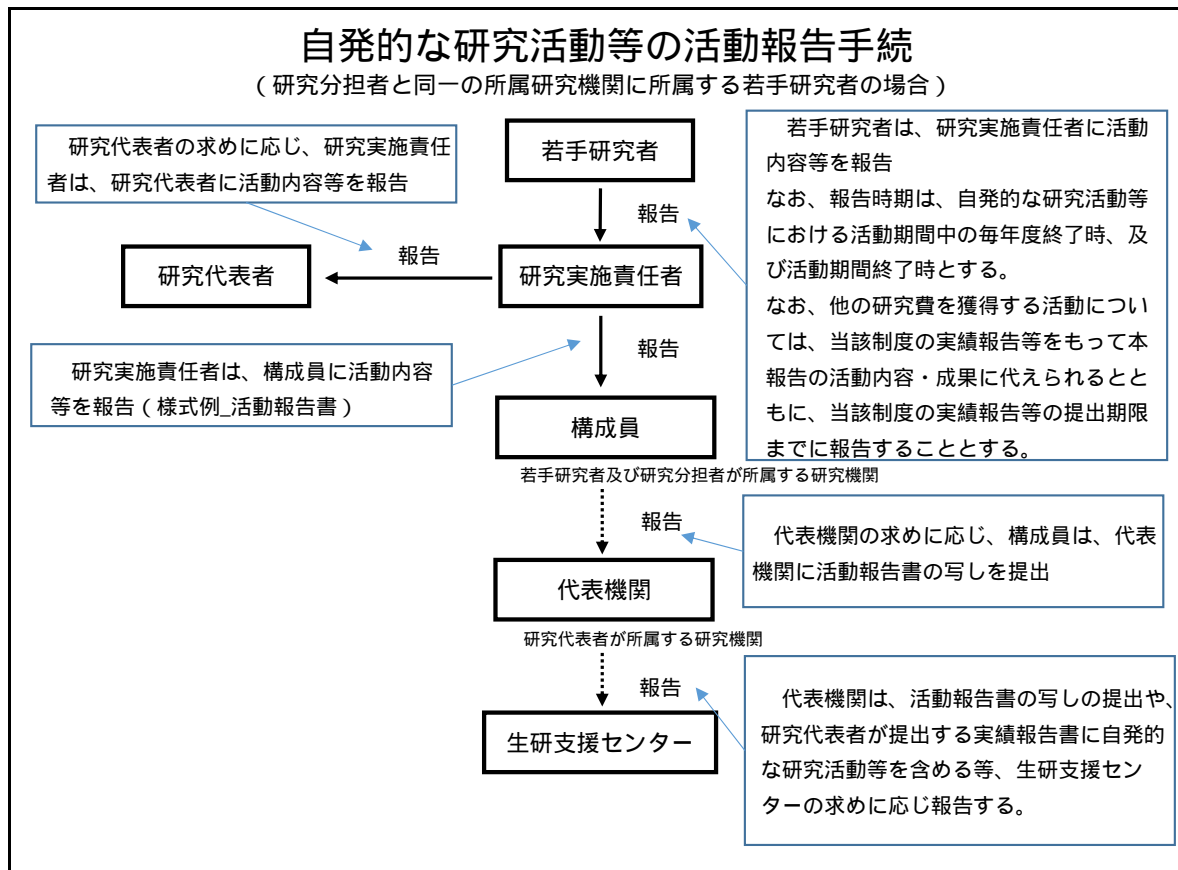 自発的な研究活動等の活動報告手続
（研究分担者と同一の所属研究機関に所属する若手研究者の場合）
研究代表者の求めに応じ、研究実施責任
者は、研究代表者に活動内容等を報告
若手研究者
報告
若手研究者は、研究実施責任者に活動
内容等を報告
なお、報告時期は、自発的な研究活動等
における活動期間中の毎年度終了時、及
び活動期間終了時とする。
なお、他の研究費を獲得する活動につい
ては、当該制度の実績報告等をもって本
報告の活動内容・成果に代えられるとと
もに、当該制度の実績報告等の提出期限
までに報告することとする。
研究代表者
報告
研究実施責任者
報告
研究実施責任者は、構成員に活動内容
等を報告（様式例_活動報告書）
構成員
若手研究者及び研究分担者が所属する研究機関
報告
代表機関の求めに応じ、構成員は、代表
機関に活動報告書の写しを提出
代表機関
研究代表者が所属する研究機関
報告
代表機関は、活動報告書の写しの提出や、
研究代表者が提出する実績報告書に自発的
な研究活動等を含める等、生研支援セン
ターの求めに応じ報告する。
生研支援センター